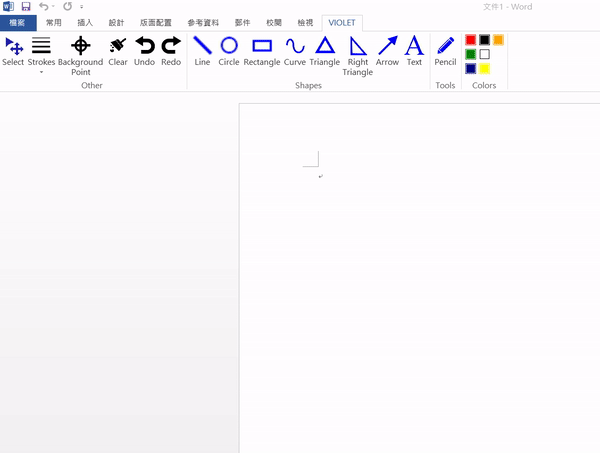 文件1 - Word
檔案 常用 插入 設計 版面配置 參考資料 郵件 校閱 檢視 VIOLET
Select Strokes Background Point Clear Undo Redo Line Circle Rectangle Curve Triangle Right Triangle Arrow Text Pencil
Other Shapes Tools Colors